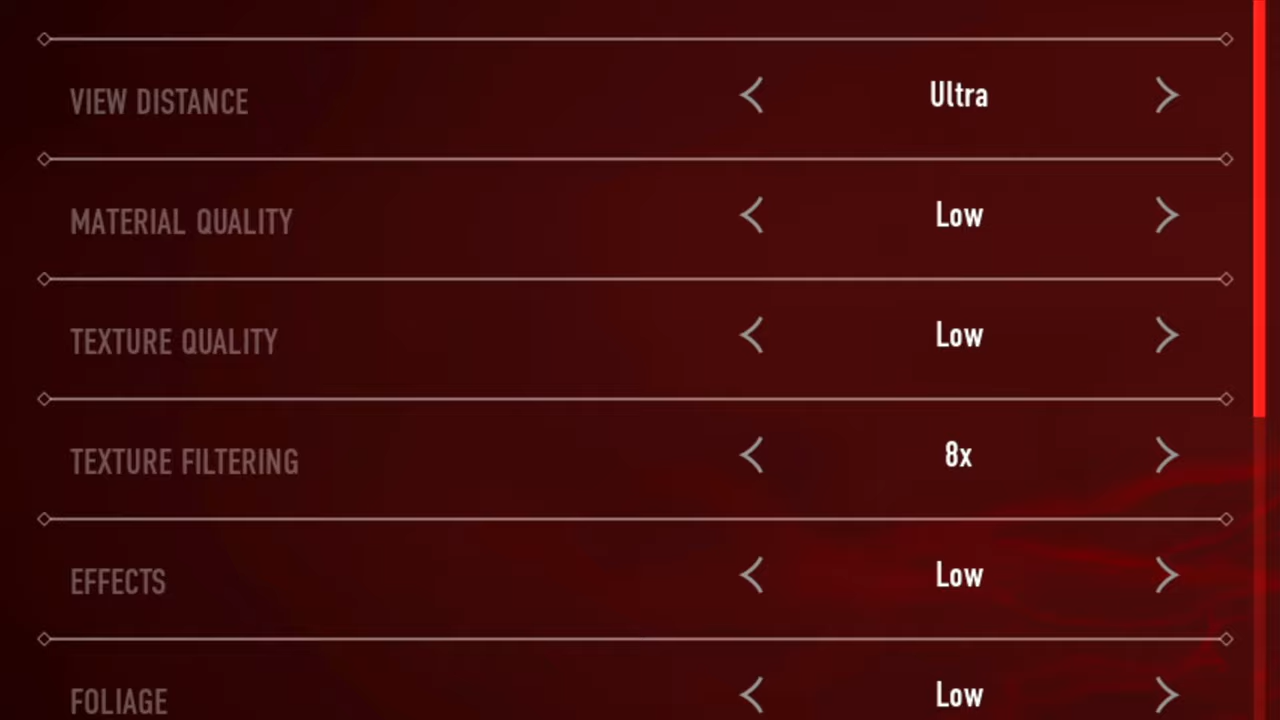 VIEW DISTANCE Ultra
MATERIAL QUALITY Low
TEXTURE QUALITY Low
TEXTURE FILTERING 8x
EFFECTS Low
FOLIAGE Low